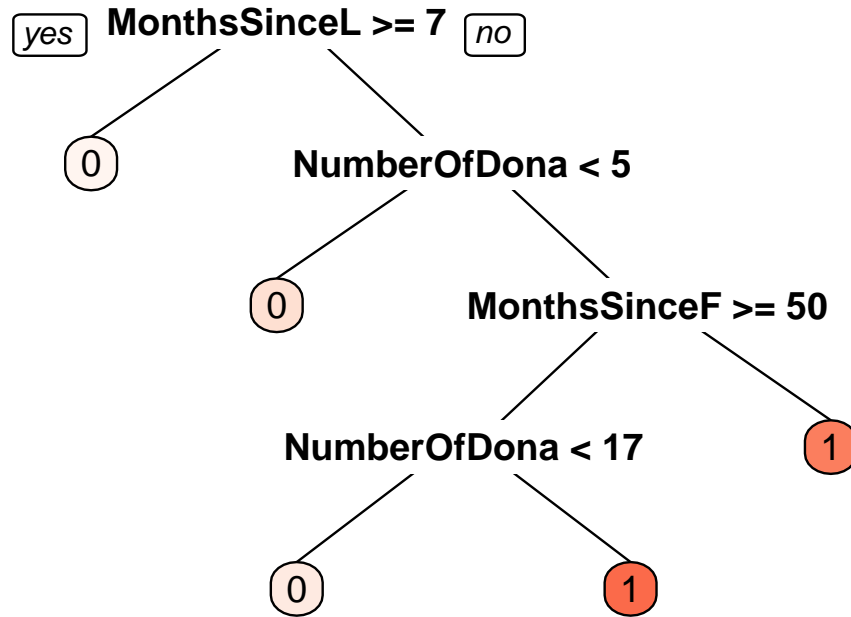 yes MonthsSinceL >= 7 no
0 NumberOfDona < 5
0 MonthsSinceF >= 50
NumberOfDona < 17 1
0 1